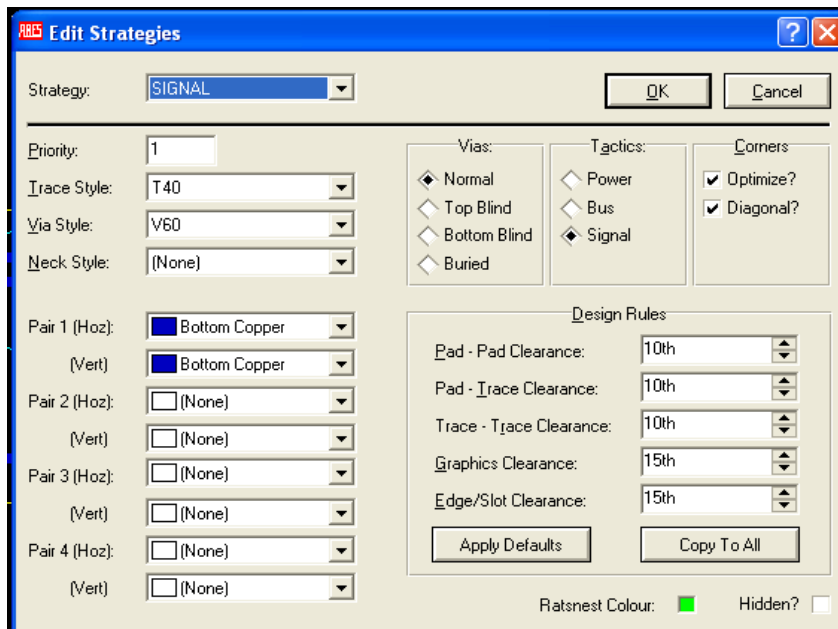 ARES Edit Strategies
Strategy: SIGNAL OK Cancel
Priority: 1
Trace Style: T40
Via Style: V60
Neck Style: (None)
Vias:
Normal
Top Blind
Bottom Blind
Buried
Tactics:
Power
Bus
Signal
Corners
Optimize?
Diagonal?
Pair 1 (Hoz): Bottom Copper
(Vert) Bottom Copper
Pair 2 (Hoz): (None)
(Vert) (None)
Pair 3 (Hoz): (None)
(Vert) (None)
Pair 4 (Hoz): (None)
(Vert) (None)
Design Rules
Pad - Pad Clearance: 10th
Pad - Trace Clearance: 10th
Trace - Trace Clearance: 10th
Graphics Clearance: 15th
Edge/Slot Clearance: 15th
Apply Defaults Copy To All
Ratsnest Colour: Hidden?